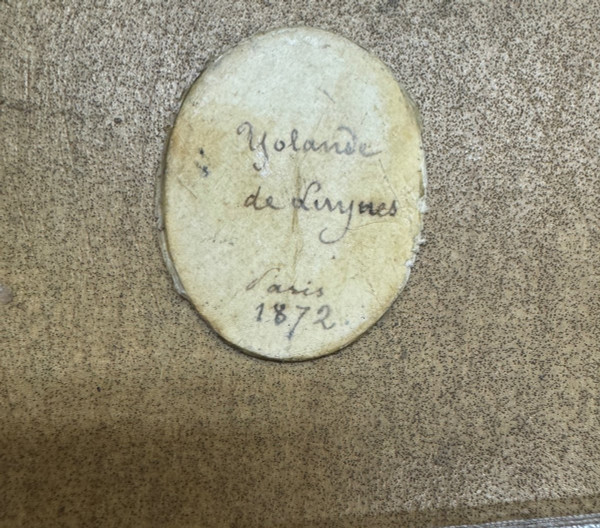 Yolande
de Luynes
Paris
1872.